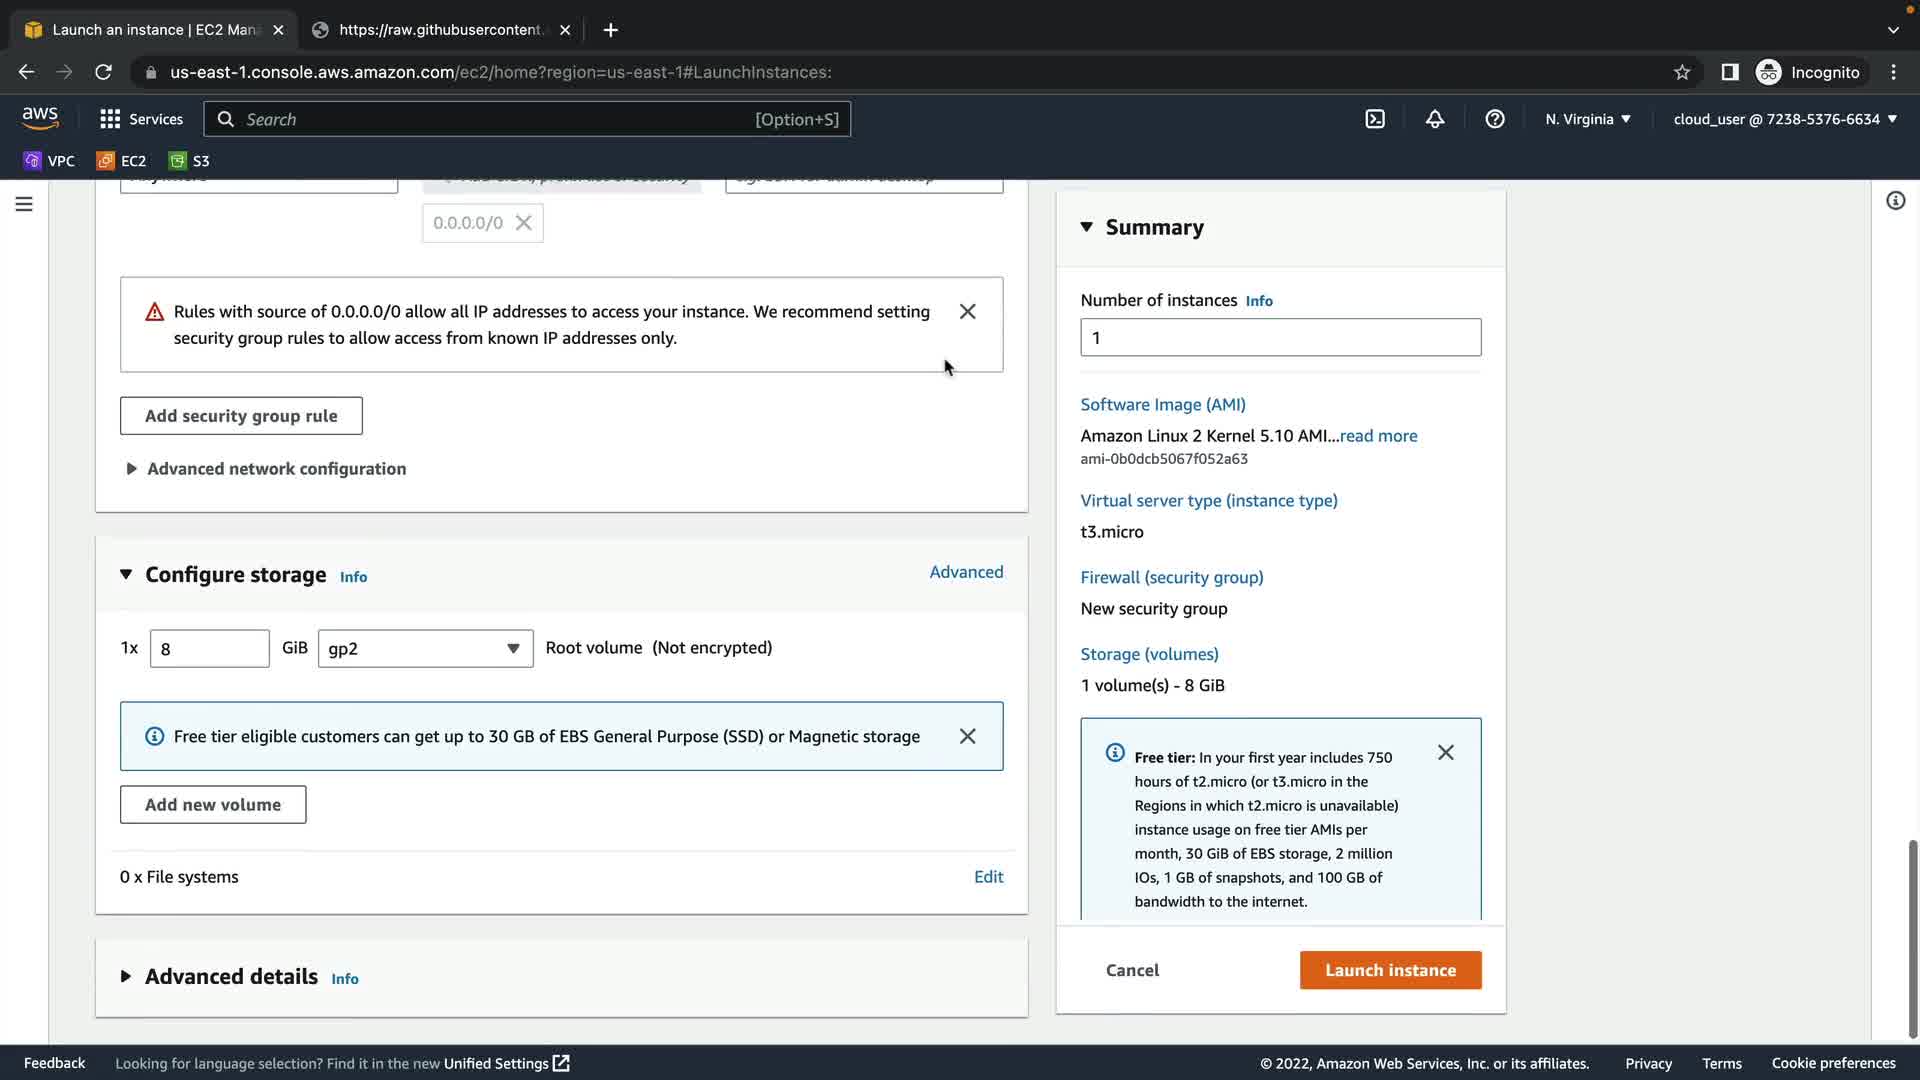 Launch an instance | EC2 Mana
https://raw.githubusercontent.
us-east-1.console.aws.amazon.com/ec2/home?region=us-east-1#LaunchInstances:
Incognito
aws
Services
Search
[Option+S]
N. Virginia
cloud_user @ 7238-5376-6634
VPC
EC2
S3
0.0.0.0/0
Rules with source of 0.0.0.0/0 allow all IP addresses to access your instance. We recommend setting
security group rules to allow access from known IP addresses only.
Add security group rule
Advanced network configuration
Configure storage Info
Advanced
1x 8 GiB gp2 Root volume (Not encrypted)
Free tier eligible customers can get up to 30 GB of EBS General Purpose (SSD) or Magnetic storage
Add new volume
0 x File systems
Edit
Advanced details Info
Summary
Number of instances Info
1
Software Image (AMI)
Amazon Linux 2 Kernel 5.10 AMI...read more
ami-0b0dcb5067f052a63
Virtual server type (instance type)
t3.micro
Firewall (security group)
New security group
Storage (volumes)
1 volume(s) - 8 GiB
Free tier: In your first year includes 750
hours of t2.micro (or t3.micro in the
Regions in which t2.micro is unavailable)
instance usage on free tier AMIs per
month, 30 GiB of EBS storage, 2 million
IOs, 1 GB of snapshots, and 100 GB of
bandwidth to the internet.
Cancel
Launch instance
Feedback
Looking for language selection? Find it in the new Unified Settings
© 2022, Amazon Web Services, Inc. or its affiliates.
Privacy
Terms
Cookie preferences